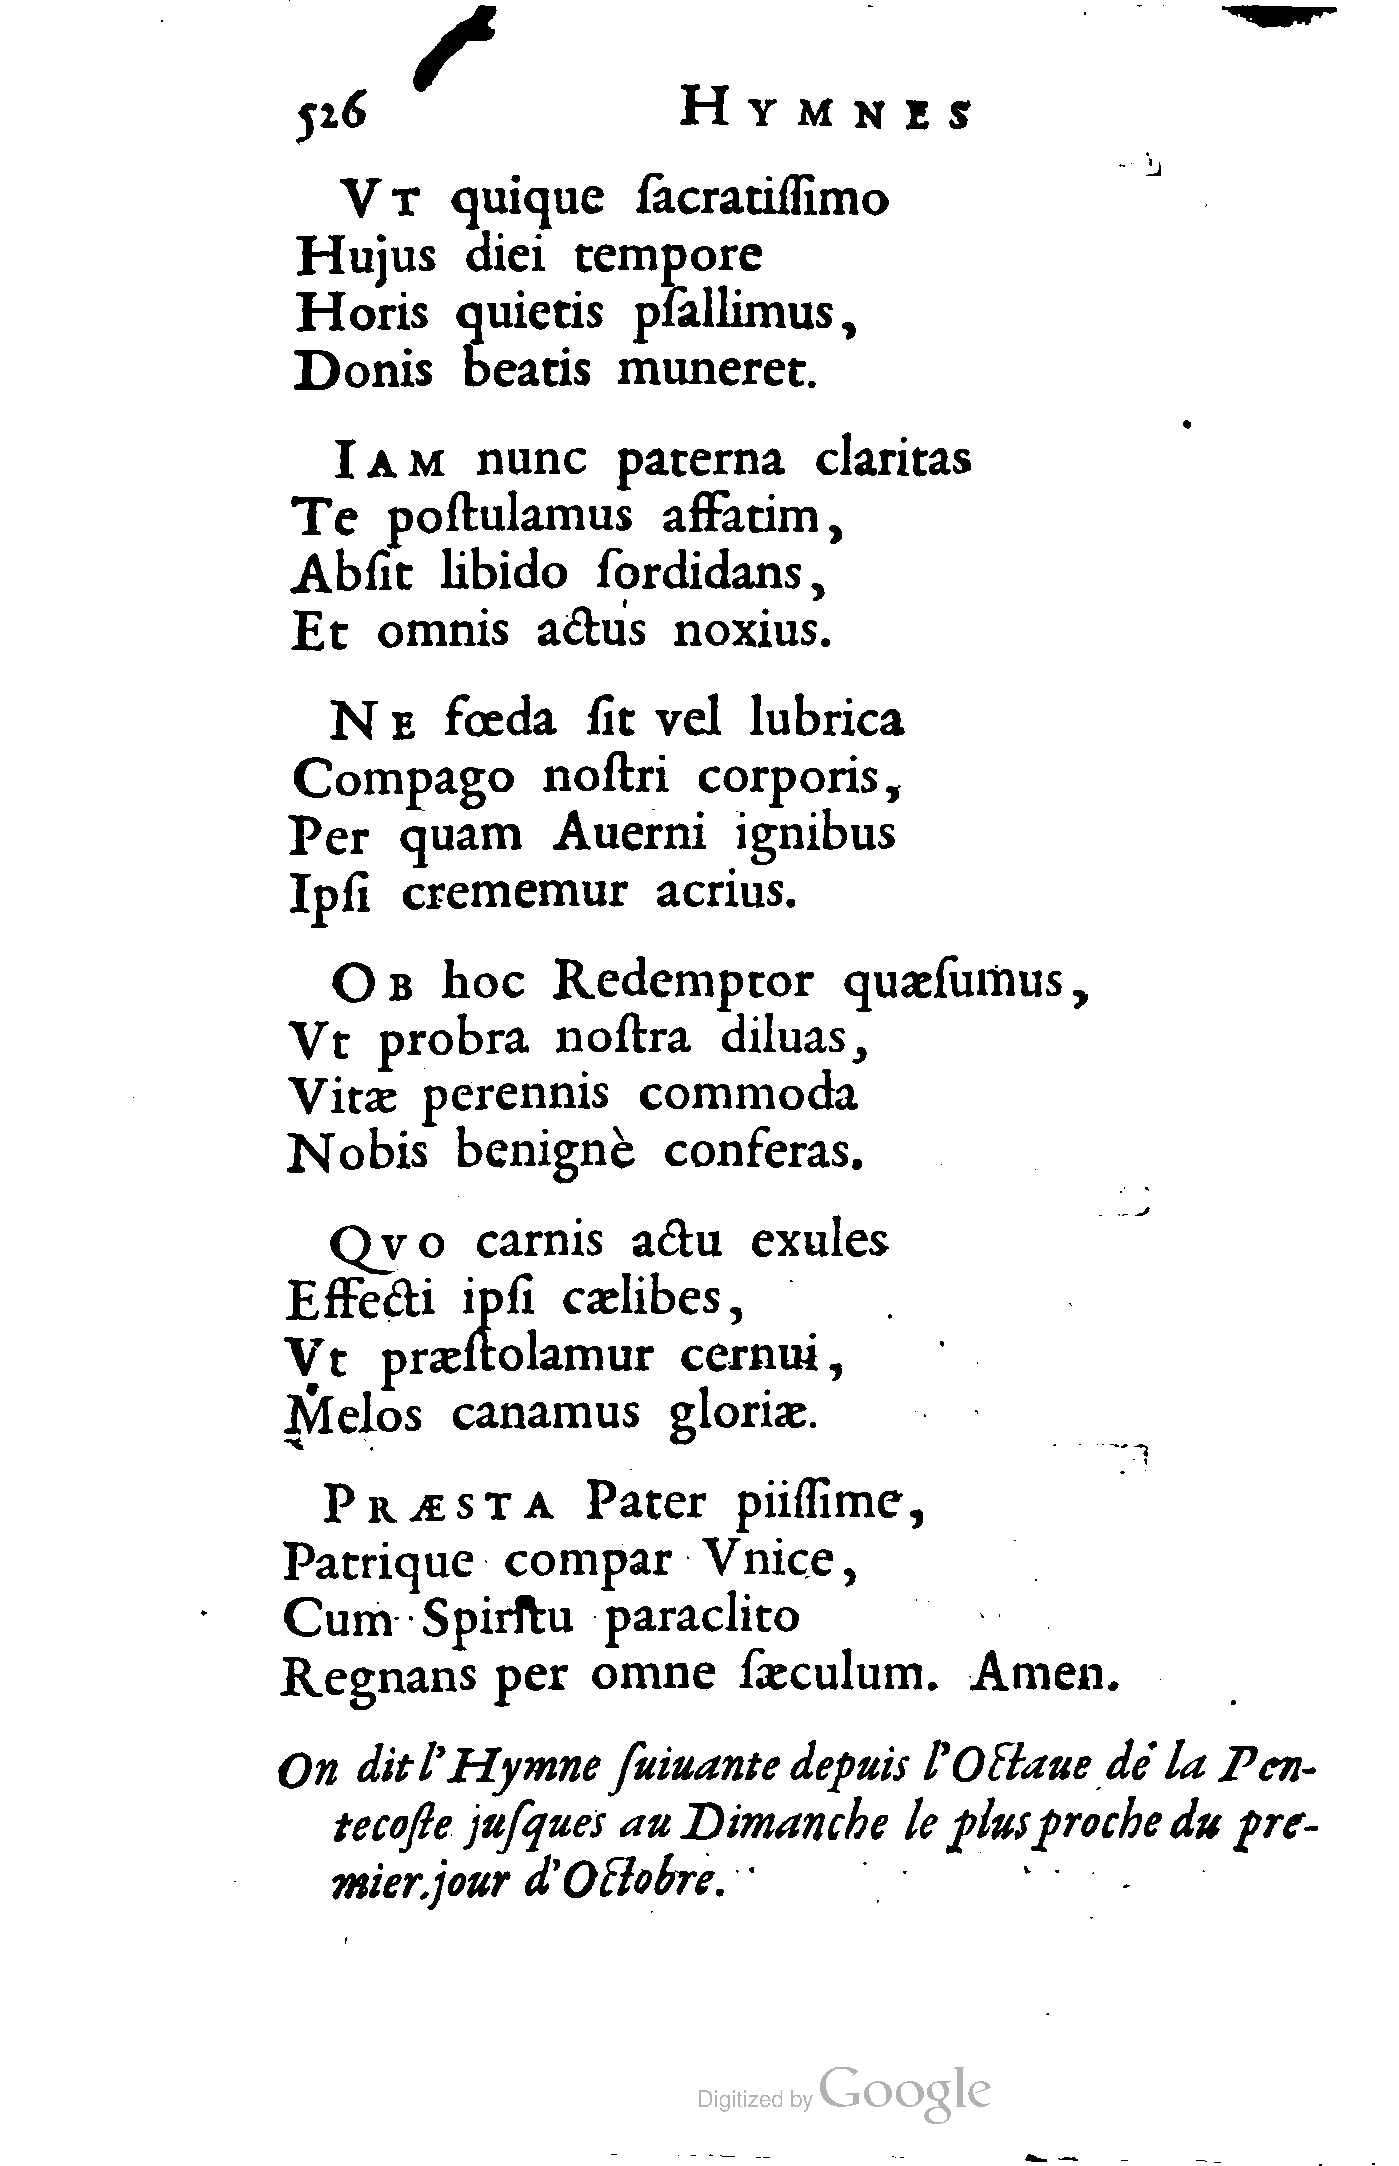 526 HYMNES
VT quique ſacratiſſimo
Hujus diei tempore
Horis quietis pſallimus,
Donis beatis muneret.
IAM nunc paterna claritas
Te poſtulamus affatim,
Abſit libido ſordidans,
Et omnis actus noxius.
NE fœda ſit vel lubrica
Compago noſtri corporis,
Per quam Auerni ignibus
Ipſi crememur acrius.
OB hoc Redemptor quæſumus,
Vt probra noſtra diluas,
Vitæ perennis commoda
Nobis benignè conferas.
QVO carnis actu exules
Effecti ipſi cælibes,
Vt præſtolamur cernui,
Melos canamus gloriæ.
PRÆSTA Pater piiſſime,
Patrique compar Vnice,
Cum Spiritu paraclito
Regnans per omne ſæculum. Amen.
On dit l'Hymne ſuiuante depuis l'Octaue de la Pen-
tecoſte juſques au Dimanche le plus proche du pre-
mier jour d'Octobre.
Digitized by Google